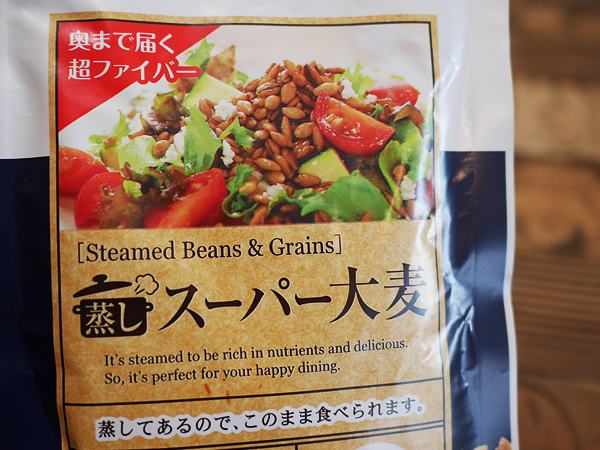 奥まで届く
超ファイバー
[Steamed Beans & Grains]
蒸し スーパー大麦
It's steamed to be rich in nutrients and delicious.
So, it's perfect for your happy dining.
蒸してあるので、このまま食べられます。